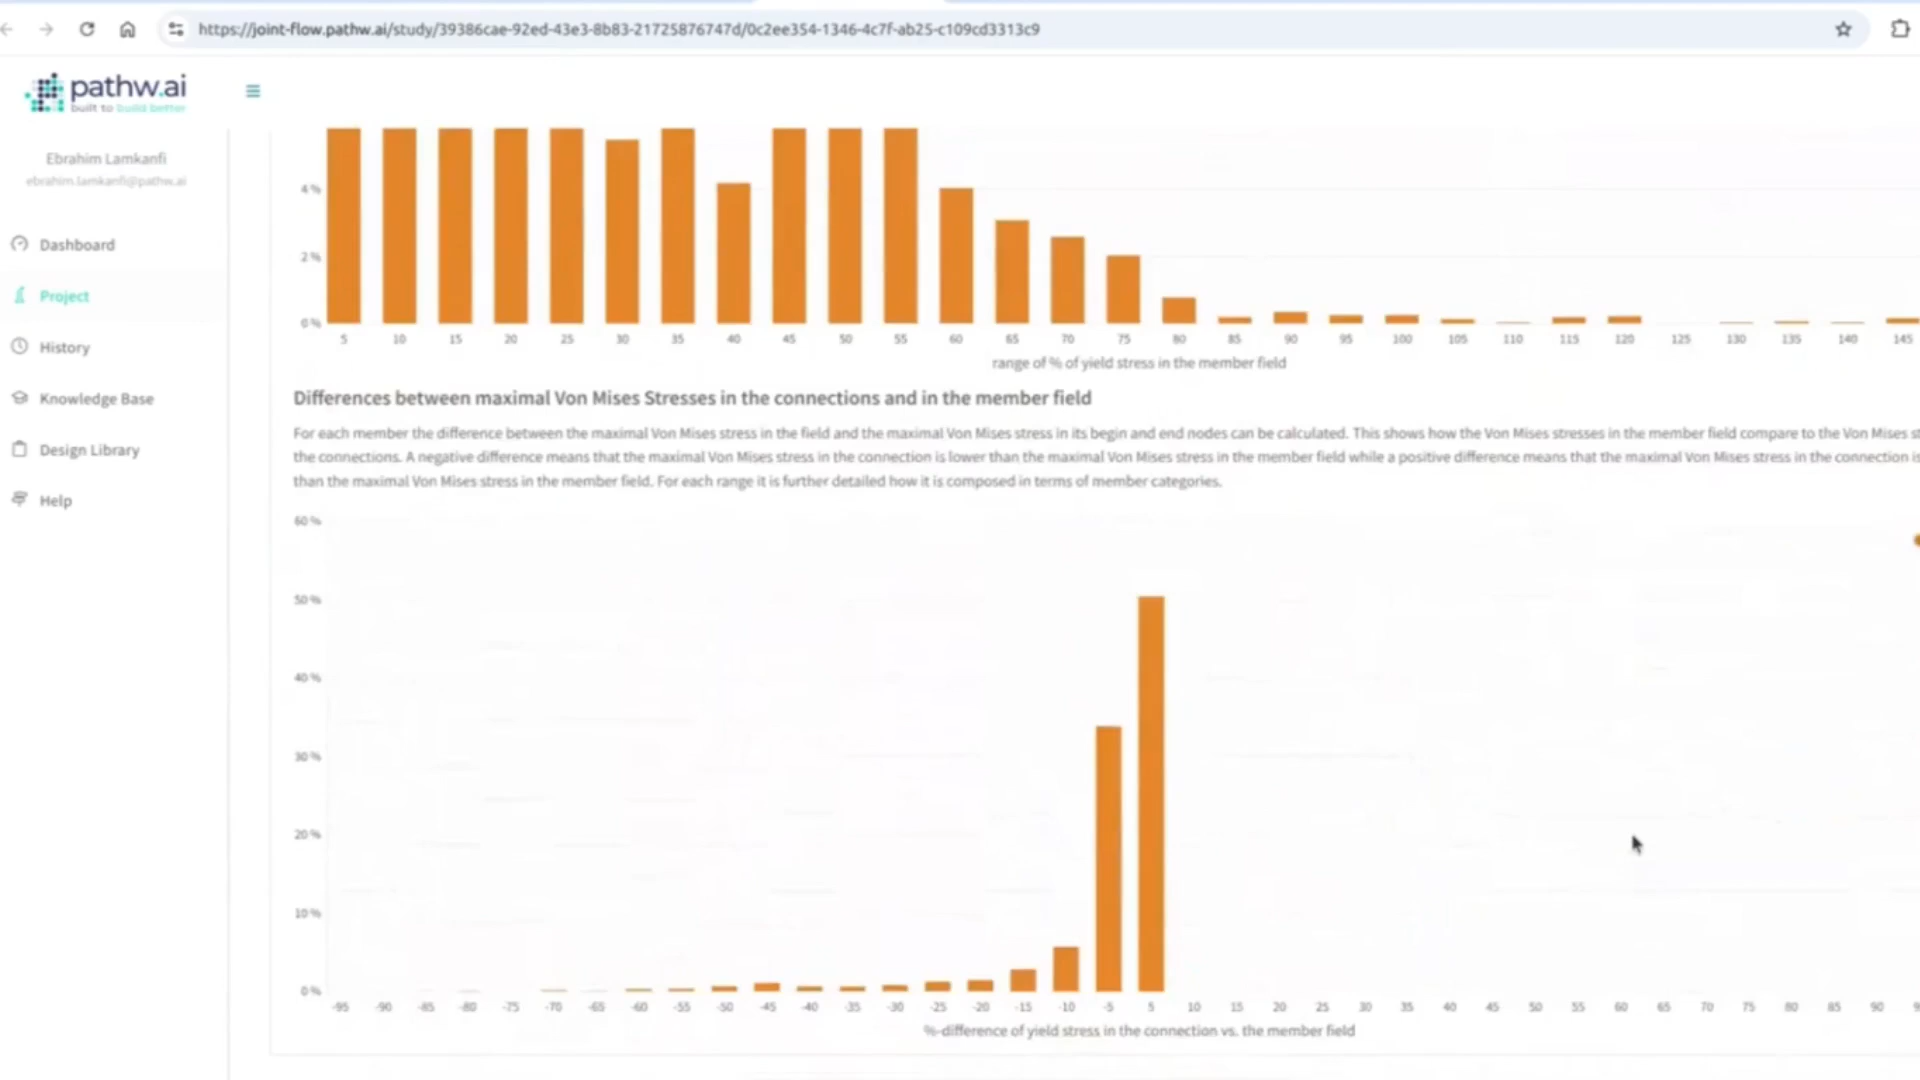 https://joint-flow.pathw.ai/study/39386cae-92ed-43e3-8b83-21725876747d/0c2ee354-1346-4c7f-ab25-c109cd3313c9
pathw.ai
built to build better
Ebrahim Lamkanfi
ebrahim.lamkanfi@pathw.ai
Dashboard
Project
History
Knowledge Base
Design Library
Help
4 %
2 %
0 %
5 10 15 20 25 30 35 40 45 50 55 60 65 70 75 80 85 90 95 100 105 110 115 120 125 130 135 140 145
range of % of yield stress in the member field
Differences between maximal Von Mises Stresses in the connections and in the member field
For each member the difference between the maximal Von Mises stress in the field and the maximal Von Mises stress in its begin and end nodes can be calculated. This shows how the Von Mises stresses in the member field compare to the Von Mises st
the connections. A negative difference means that the maximal Von Mises stress in the connection is lower than the maximal Von Mises stress in the member field while a positive difference means that the maximal Von Mises stress in the connection is
than the maximal Von Mises stress in the member field. For each range it is further detailed how it is composed in terms of member categories.
60 %
50 %
40 %
30 %
20 %
10 %
0 %
-95 -90 -85 -80 -75 -70 -65 -60 -55 -50 -45 -40 -35 -30 -25 -20 -15 -10 -5 5 10 15 20 25 30 35 40 45 50 55 60 65 70 75 80 85 90
%-difference of yield stress in the connection vs. the member field